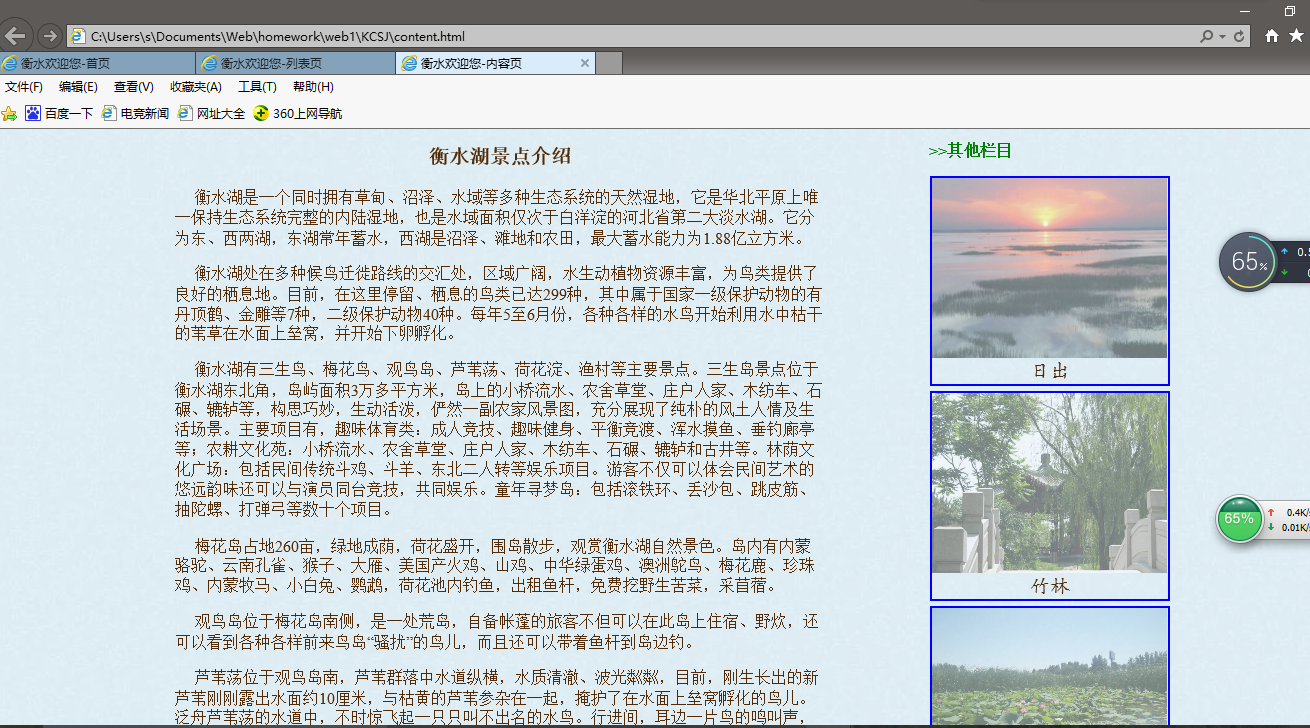 C:\Users\s\Documents\Web\homework\web1\KCSJ\content.html
衡水欢迎您-首页
衡水欢迎您-列表页
衡水欢迎您-内容页
文件(F) 编辑(E) 查看(V) 收藏夹(A) 工具(T) 帮助(H)
百度一下 电竞新闻 网址大全 360上网导航
衡水湖景点介绍
衡水湖是一个同时拥有草甸、沼泽、水域等多种生态系统的天然湿地，它是华北平原上唯
一保持生态系统完整的内陆湿地，也是水域面积仅次于白洋淀的河北省第二大淡水湖。它分
为东、西两湖，东湖常年蓄水，西湖是沼泽、滩地和农田，最大蓄水能力为1.88亿立方米。
衡水湖处在多种候鸟迁徙路线的交汇处，区域广阔，水生动植物资源丰富，为鸟类提供了
良好的栖息地。目前，在这里停留、栖息的鸟类已达299种，其中属于国家一级保护动物的有
丹顶鹤、金雕等7种，二级保护动物40种。每年5至6月份，各种各样的水鸟开始利用水中枯干
的苇草在水面上垒窝，并开始下卵孵化。
衡水湖有三生岛、梅花岛、观鸟岛、芦苇荡、荷花淀、渔村等主要景点。三生岛景点位于
衡水湖东北角，岛屿面积3万多平方米，岛上的小桥流水、农舍草堂、庄户人家、木纺车、石
碾、辘轳等，构思巧妙，生动活泼，俨然一副农家风景图，充分展现了纯朴的风土人情及生
活场景。主要项目有，趣味体育类：成人竞技、趣味健身、平衡竞渡、浑水摸鱼、垂钓廊亭
等；农耕文化苑：小桥流水、农舍草堂、庄户人家、木纺车、石碾、辘轳和古井等。林荫文
化广场：包括民间传统斗鸡、斗羊、东北二人转等娱乐项目。游客不仅可以体会民间艺术的
悠远韵味还可以与演员同台竞技，共同娱乐。童年寻梦岛：包括滚铁环、丢沙包、跳皮筋、
抽陀螺、打弹弓等数十个项目。
梅花岛占地260亩，绿地成荫，荷花盛开，围岛散步，观赏衡水湖自然景色。岛内有内蒙
骆驼、云南孔雀、猴子、大雁、美国产火鸡、山鸡、中华绿蛋鸡、澳洲鸵鸟、梅花鹿、珍珠
鸡、内蒙牧马、小白兔、鹦鹉，荷花池内钓鱼，出租鱼杆，免费挖野生苦菜，采苜蓿。
观鸟岛位于梅花岛南侧，是一处荒岛，自备帐蓬的旅客不但可以在此岛上住宿、野炊，还
可以看到各种各样前来鸟岛“骚扰”的鸟儿，而且还可以带着鱼杆到岛边钓。
芦苇荡位于观鸟岛南，芦苇群落中水道纵横，水质清澈、波光粼粼，目前，刚生长出的新
芦苇刚刚露出水面约10厘米，与枯黄的芦苇参杂在一起，掩护了在水面上垒窝孵化的鸟儿。
泛舟芦苇荡的水道中，不时惊飞起一只只叫不出名的水鸟。行进间，耳边一片鸟的鸣叫声，
>>其他栏目
日出
竹林
65%
65%
0.4K/
0.01K/